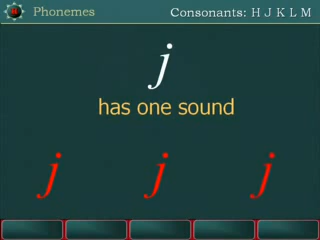 Phonemes
Consonants: H J K L M
j
has one sound
j j j